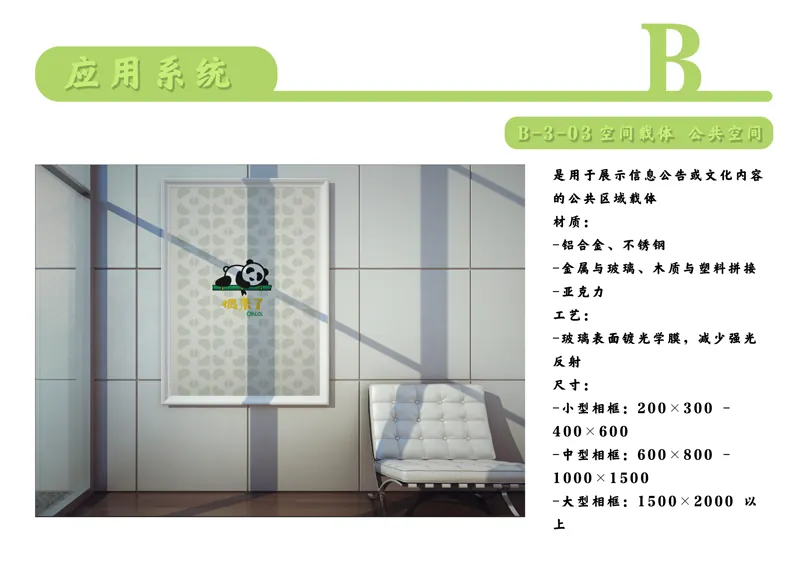 应用系统
B
B-3-03 空间载体 公共空间
是用于展示信息公告或文化内容
的公共区域载体
材质：
-铝合金、不锈钢
-金属与玻璃、木质与塑料拼接
-亚克力
工艺：
-玻璃表面镀光学膜，减少强光
反射
尺寸：
-小型相框：200×300 -
400×600
-中型相框：600×800 -
1000×1500
-大型相框：1500×2000 以
上